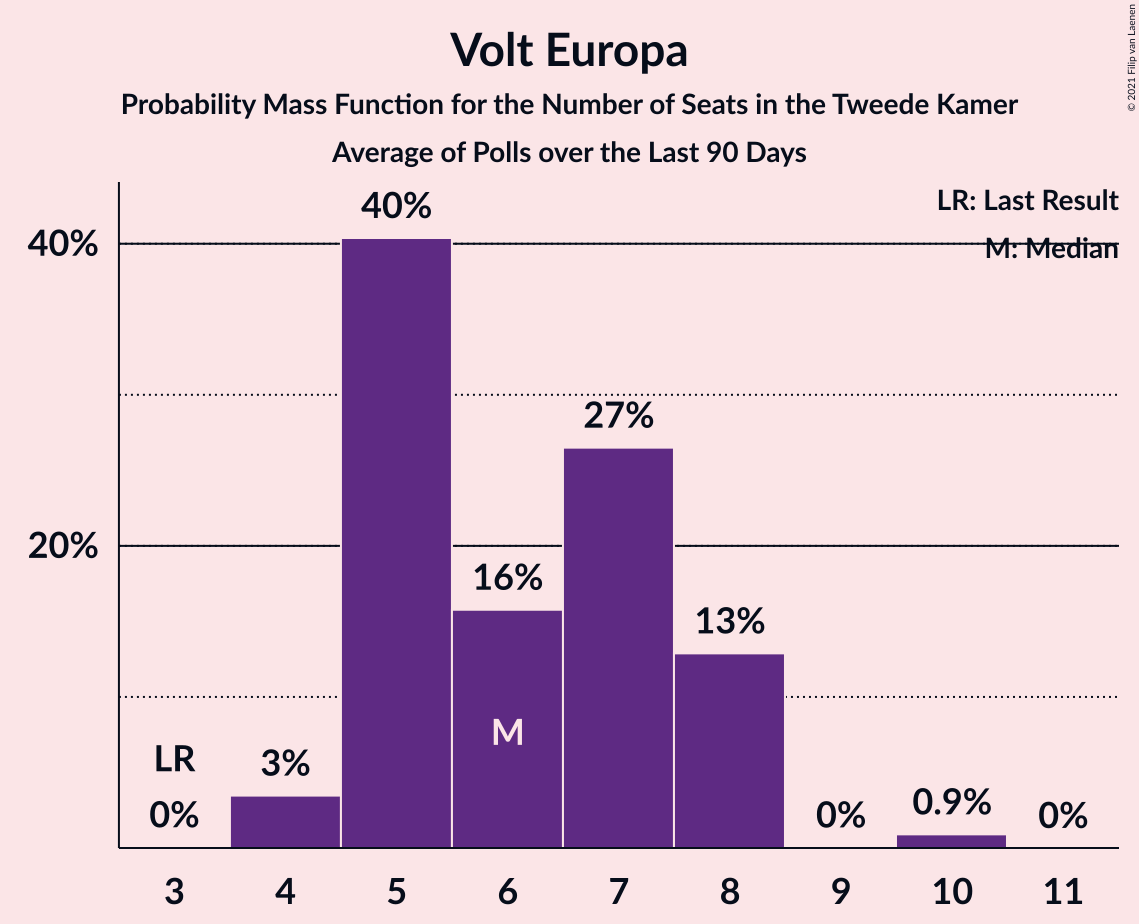 Volt Europa
Probability Mass Function for the Number of Seats in the Tweede Kamer
Average of Polls over the Last 90 Days
© 2021 Filip van Laenen
LR: Last Result
M: Median
40%
20%
LR
0%
3%
40%
16%
M
27%
13%
0%
0.9%
0%
3 4 5 6 7 8 9 10 11